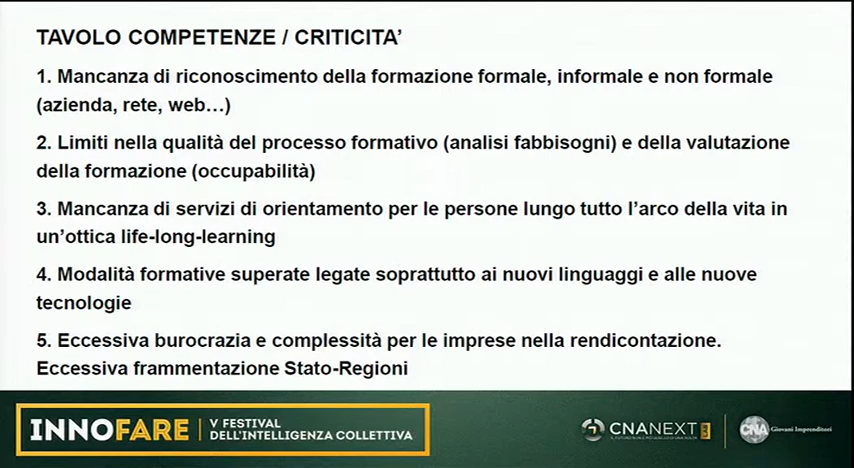 TAVOLO COMPETENZE / CRITICITA’
1. Mancanza di riconoscimento della formazione formale, informale e non formale
(azienda, rete, web…)
2. Limiti nella qualità del processo formativo (analisi fabbisogni) e della valutazione
della formazione (occupabilità)
3. Mancanza di servizi di orientamento per le persone lungo tutto l’arco della vita in
un’ottica life-long-learning
4. Modalità formative superate legate soprattutto ai nuovi linguaggi e alle nuove
tecnologie
5. Eccessiva burocrazia e complessità per le imprese nella rendicontazione.
Eccessiva frammentazione Stato-Regioni
INNOFARE
V FESTIVAL
DELL'INTELLIGENZA COLLETTIVA
CNANEXT
CNA Giovani Imprenditori